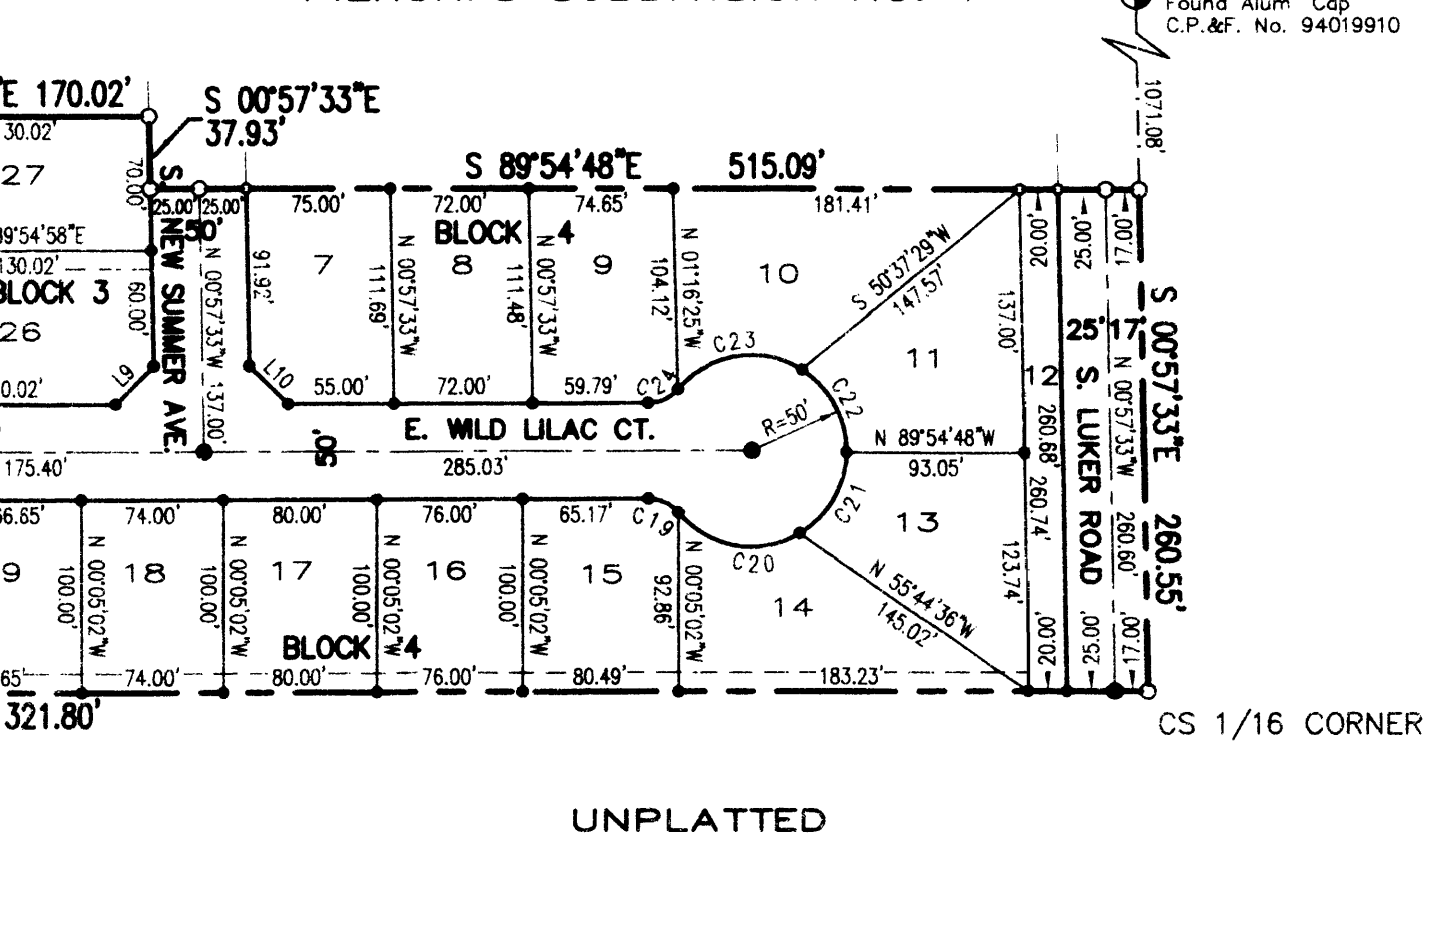 Found Alum Cap
C.P.&F. No. 94019910
1071.08'
'E 170.02'
30.02'
S 00°57'33"E
37.93'
27
70.00'
S 89°54'48"E 515.09'
25.00' 25.00'
75.00'
72.00'
74.65'
181.41'
20.00'
25.00'
17.00'
50'
BLOCK 4
89°54'58"E
130.02'
BLOCK 3
26
60.00'
S. NEW SUMMER AVE.
N 00°57'33"W 137.00'
91.92'
7
111.69'
N 00°57'33"W
8
111.48'
N 00°57'33"W
9
104.12'
N 01°16'25"W
10
S 50°37'29"W
147.57'
C23
11
137.00'
12
25' 17'
S 00°57'33"E 260.55'
L9
L10
0.02'
55.00'
72.00'
59.79'
C24
C22
R=50'
E. WILD LILAC CT.
N 89°54'48"W
93.05'
260.68'
260.74'
S. LUKER ROAD
N 00°57'33"W 260.60'
175.40'
50'
285.03'
66.65'
74.00'
80.00'
76.00'
65.17'
C19
C21
C20
13
9
100.00'
N 00°05'02"W
18
100.00'
N 00°05'02"W
17
100.00'
N 00°05'02"W
16
100.00'
N 00°05'02"W
15
92.86'
N 00°05'02"W
14
N 55°44'36"W
145.02'
123.74'
20.00'
25.00'
17.00'
BLOCK 4
65'
74.00'
80.00'
76.00'
80.49'
183.23'
321.80'
CS 1/16 CORNER
UNPLATTED